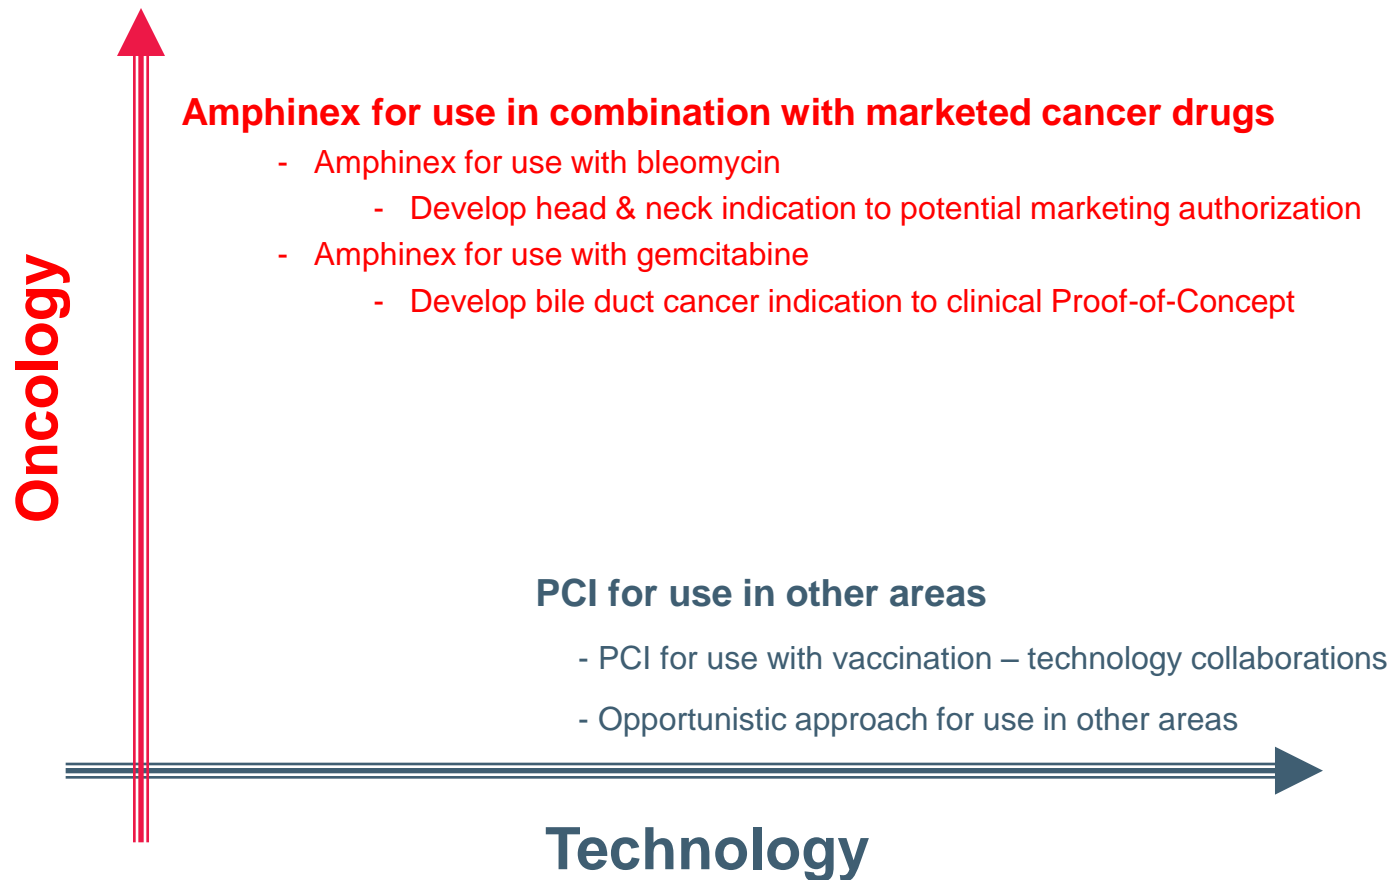 Amphinex for use in combination with marketed cancer drugs
- Amphinex for use with bleomycin
- Develop head & neck indication to potential marketing authorization
- Amphinex for use with gemcitabine
- Develop bile duct cancer indication to clinical Proof-of-Concept
Oncology
PCI for use in other areas
- PCI for use with vaccination – technology collaborations
- Opportunistic approach for use in other areas
Technology